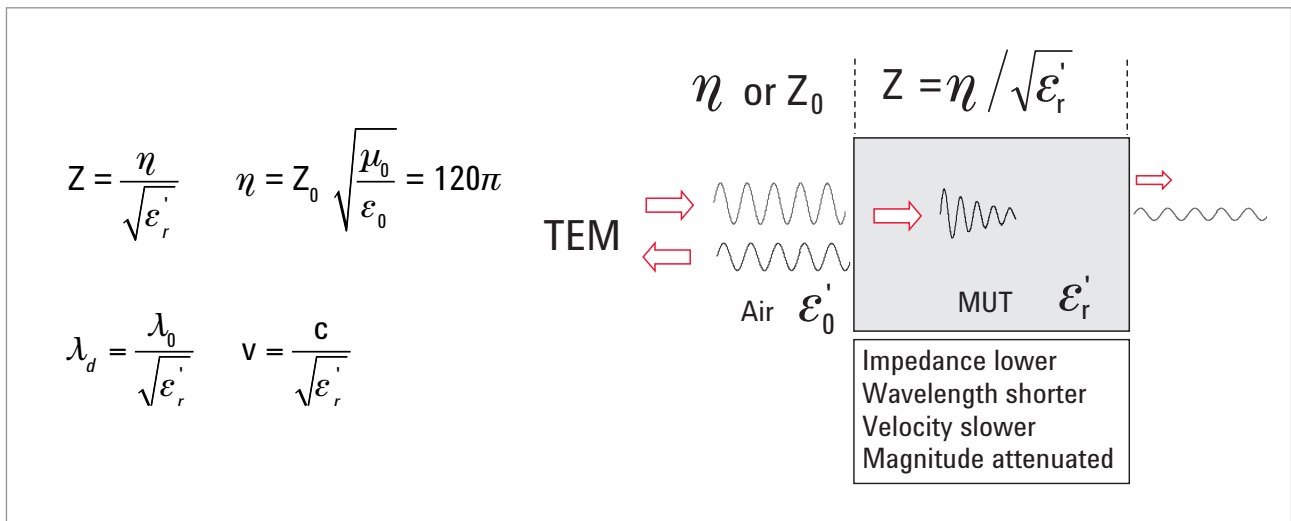 Z = η / √ε'r
η = Z0 √(μ0 / ε0) = 120π
λd = λ0 / √ε'r
v = c / √ε'r
η or Z0
Z = η / √ε'r
TEM
Air ε'0
MUT ε'r
Impedance lower
Wavelength shorter
Velocity slower
Magnitude attenuated